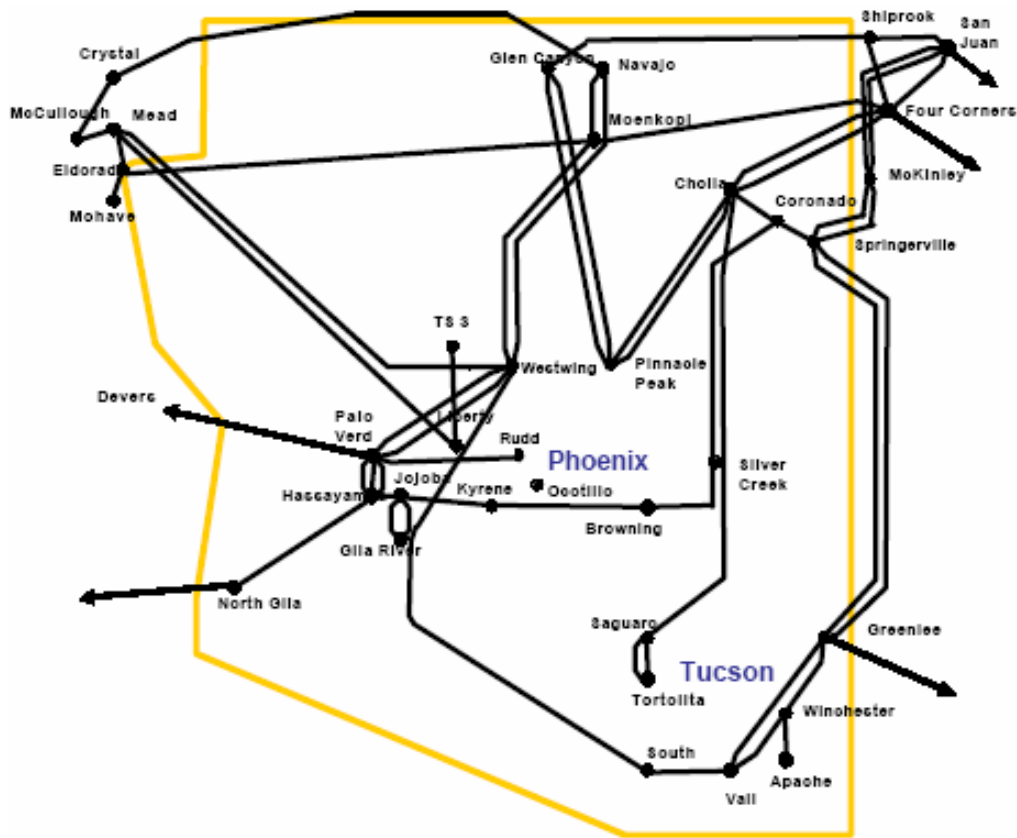 Shiprook
San
Juan
Crystal
Glen Canyon
Navajo
McCullough
Mead
Moenkopi
Four Corners
Eldorado
Cholla
McKinley
Mohave
Coronado
Springerville
TS 3
Westwing
Pinnaole
Peak
Devers
Palo
Verd
Liberty
Rudd
Phoenix
Silver
Creek
Hassayam
Jojoba
Kyrene
Ocotillo
Browning
Gila River
North Gila
Saguaro
Greenlee
Tucson
Tortolita
Winchester
South
Apache
Vail